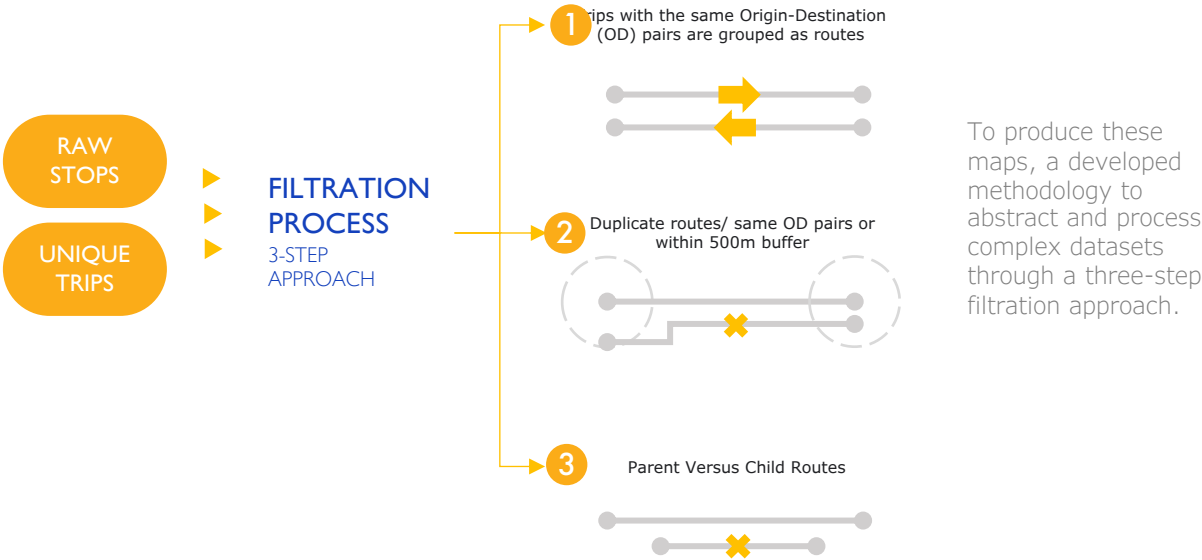 RAW
STOPS
UNIQUE
TRIPS
FILTRATION
PROCESS
3-STEP
APPROACH
1
rips with the same Origin-Destination
(OD) pairs are grouped as routes
2
Duplicate routes/ same OD pairs or
within 500m buffer
3
Parent Versus Child Routes
To produce these
maps, a developed
methodology to
abstract and process
complex datasets
through a three-step
filtration approach.